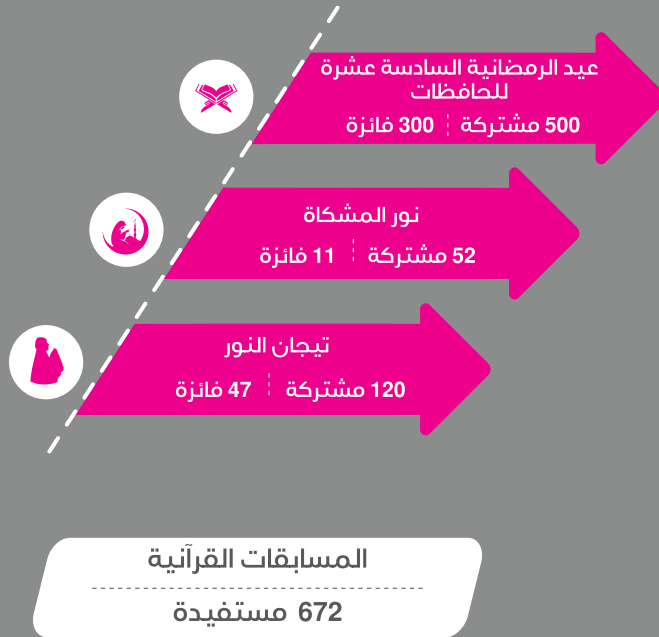 عيد الرمضانية السادسة عشرة
للحافظات
500 مشتركة ¦ 300 فائزة
نور المشكاة
52 مشتركة ¦ 11 فائزة
تيجان النور
120 مشتركة ¦ 47 فائزة
المسابقات القرآنية
672 مستفيدة